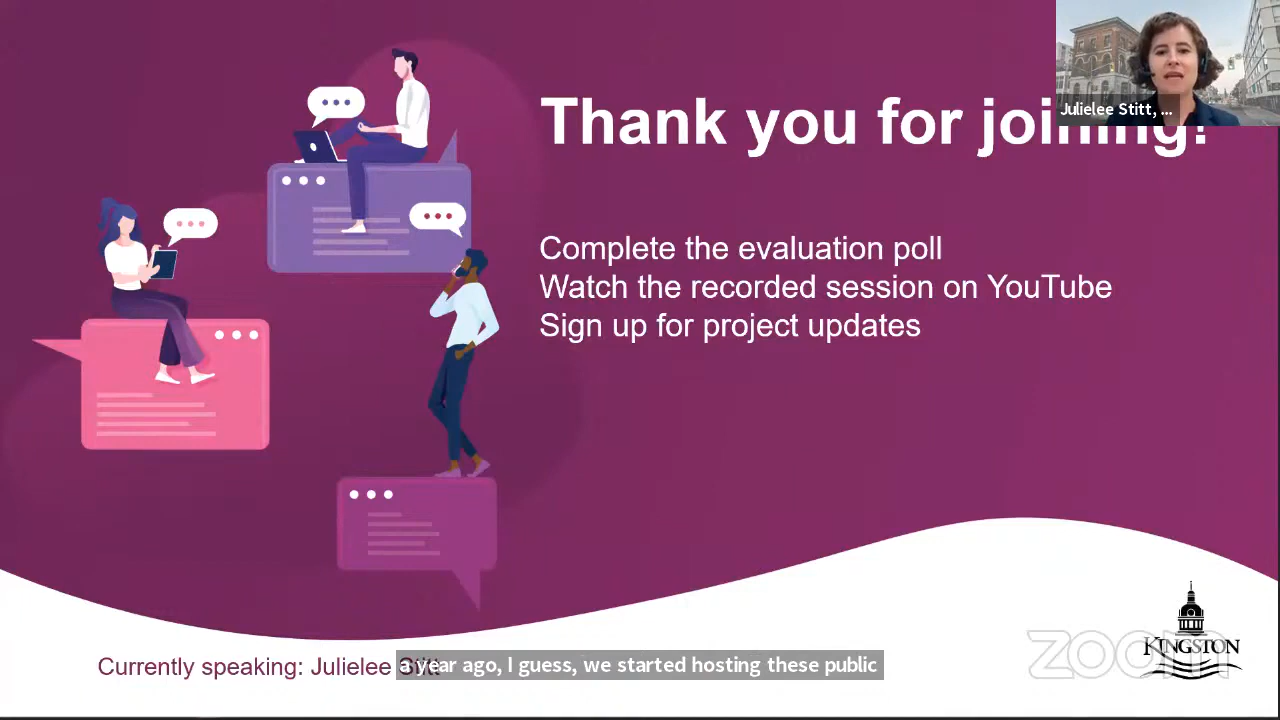 Thank you for joining!
Julielee Stitt, ...
Complete the evaluation poll
Watch the recorded session on YouTube
Sign up for project updates
Currently speaking: Julielee Stitt
a year ago, I guess, we started hosting these public
zoom
KINGSTON